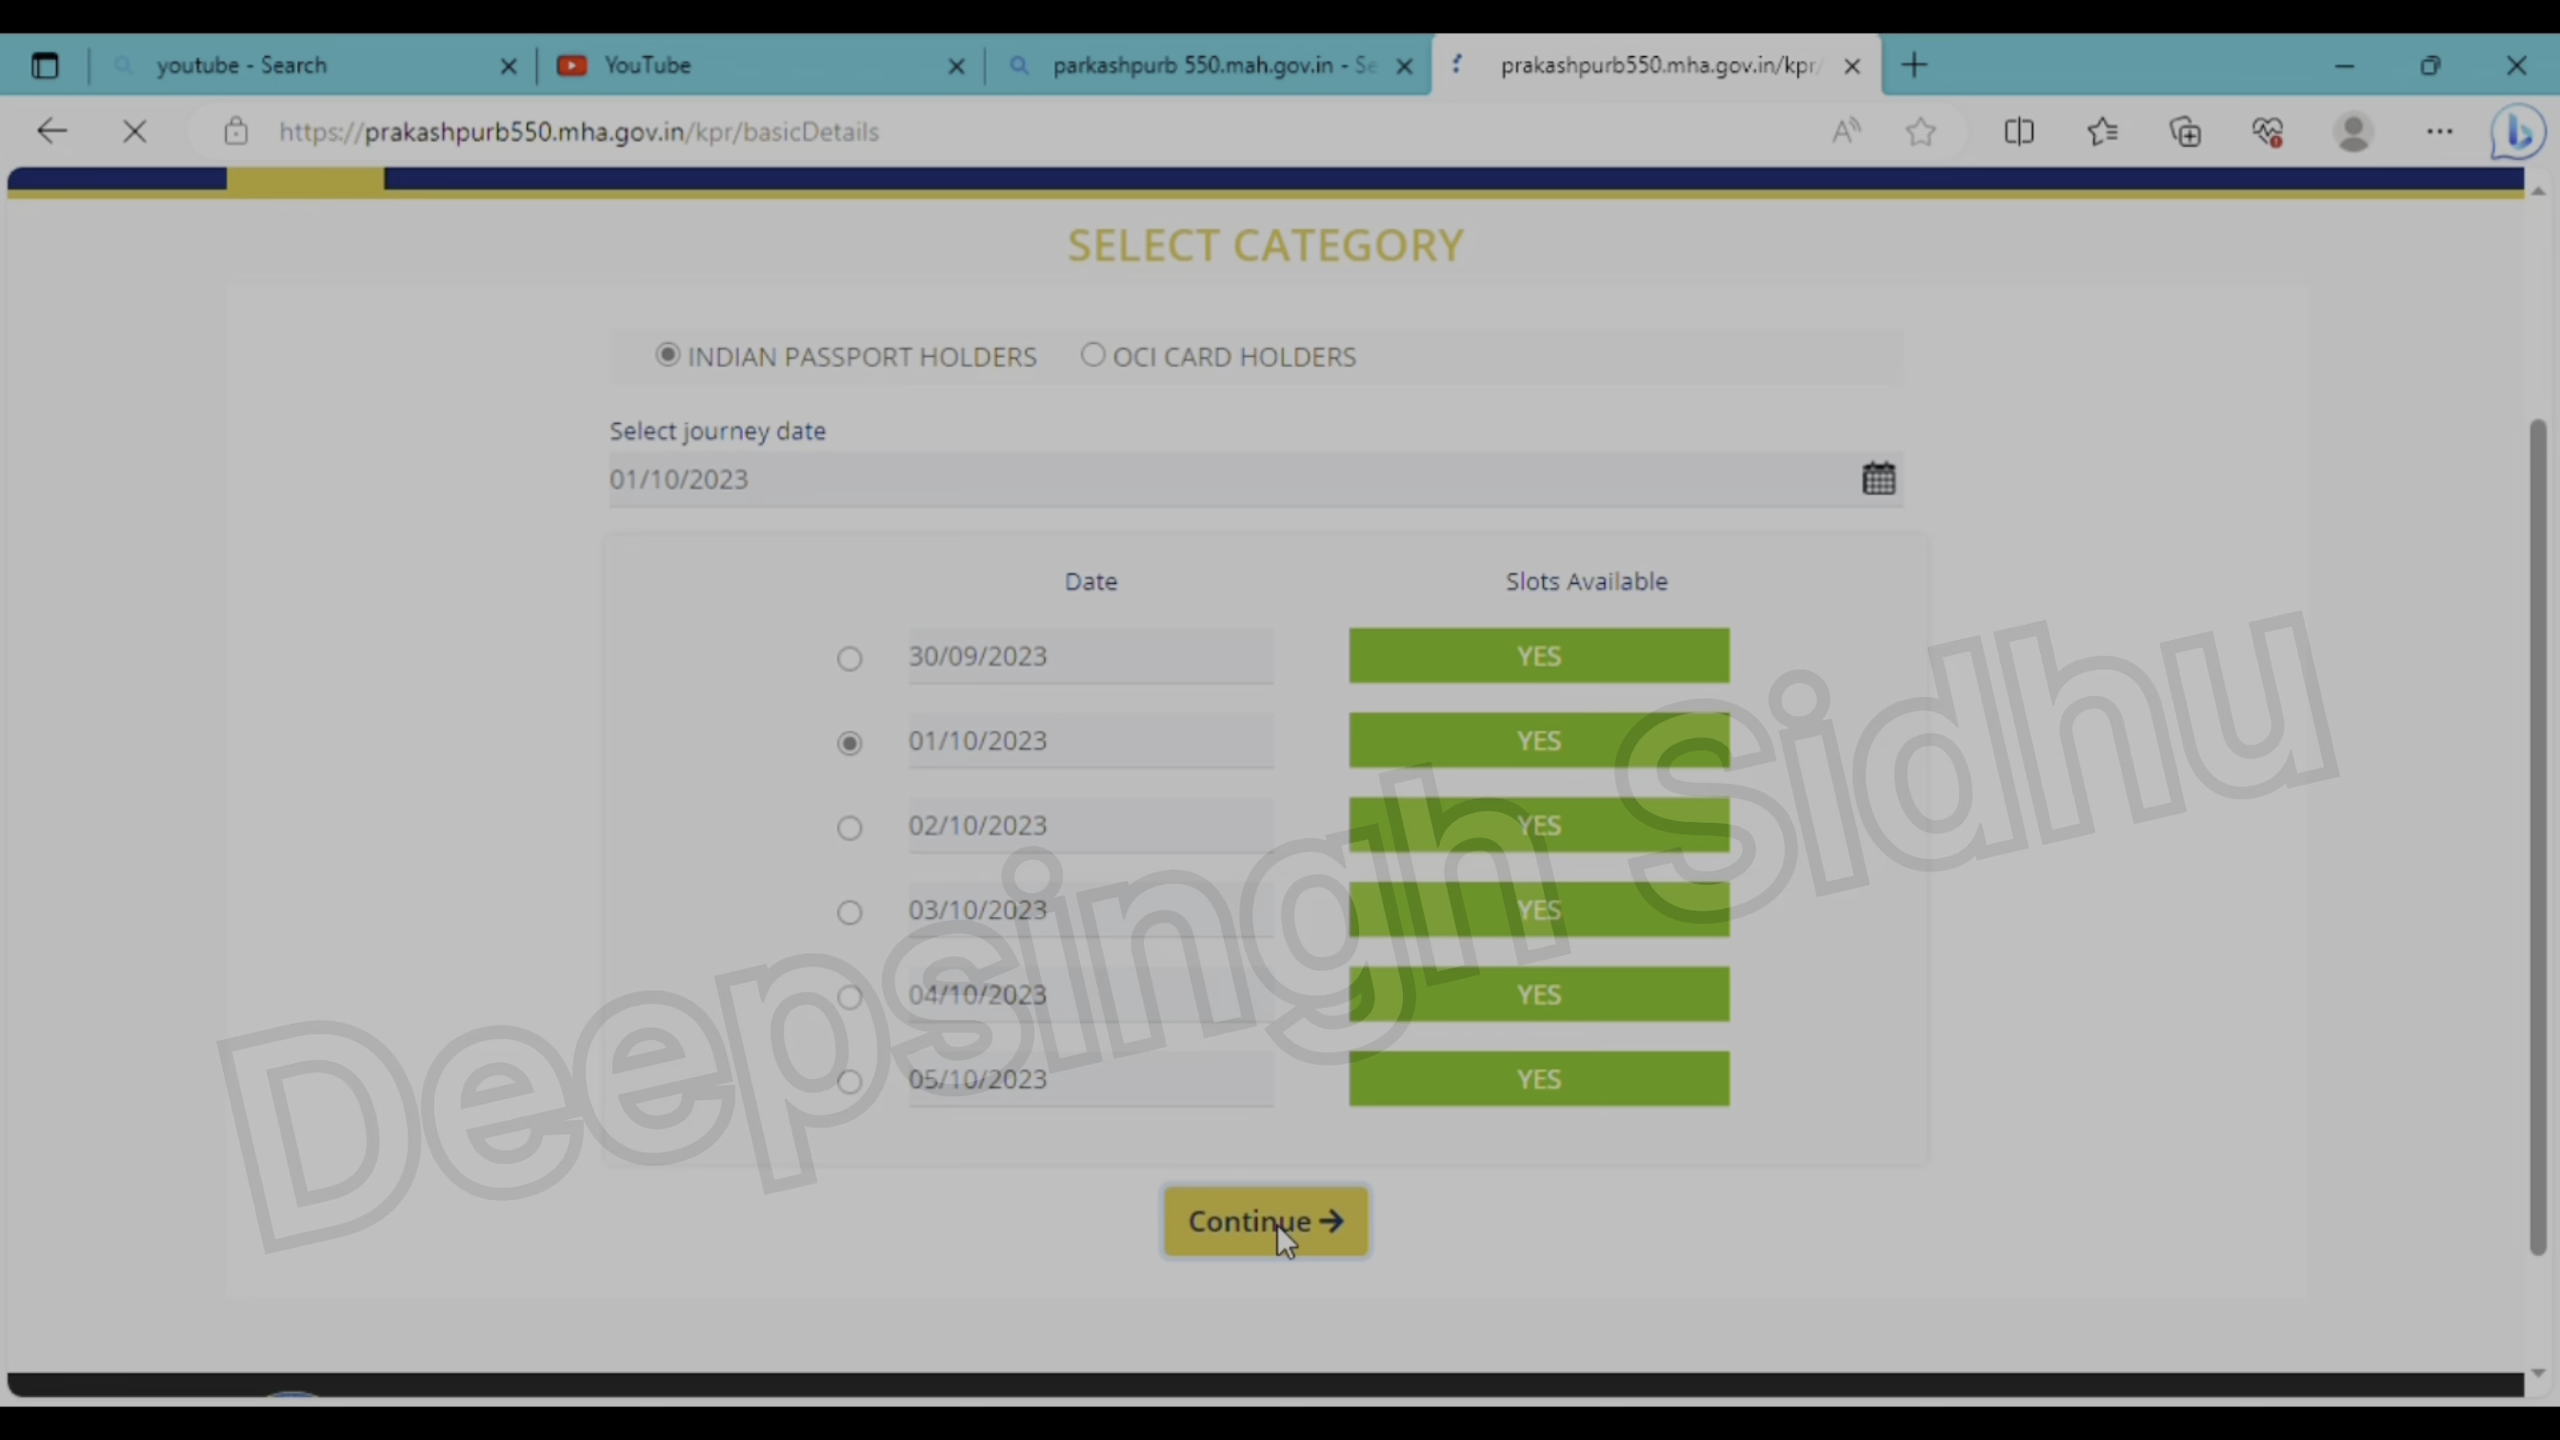 youtube - Search
YouTube
parkashpurb 550.mah.gov.in - Se
prakashpurb550.mha.gov.in/kpr/
https://prakashpurb550.mha.gov.in/kpr/basicDetails
SELECT CATEGORY
INDIAN PASSPORT HOLDERS OCI CARD HOLDERS
Select journey date
01/10/2023
Date Slots Available
30/09/2023 YES
01/10/2023 YES
02/10/2023 YES
03/10/2023 YES
04/10/2023 YES
05/10/2023 YES
Deepsingh Sidhu
Continue →